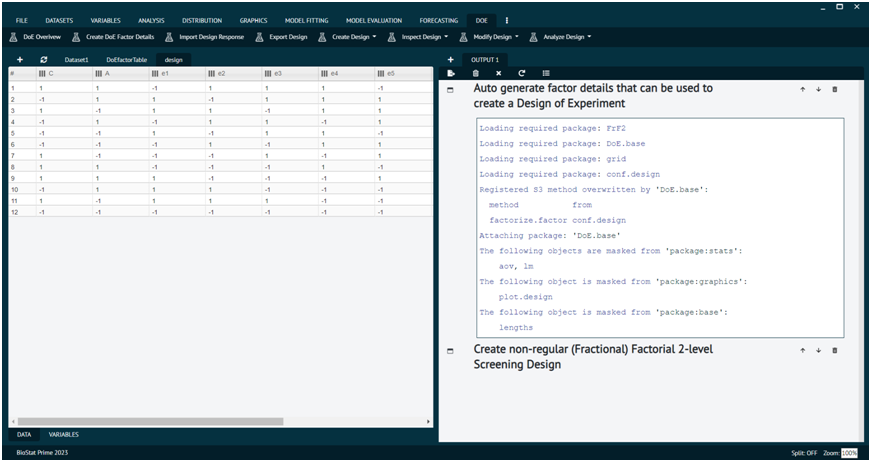 FILE DATASETS VARIABLES ANALYSIS DISTRIBUTION GRAPHICS MODEL FITTING MODEL EVALUATION FORECASTING DOE
DoE Overivew Create DoE Factor Details Import Design Response Export Design Create Design Inspect Design Modify Design Analyze Design
+ Dataset1 DoEfactorTable design
# C A e1 e2 e3 e4 e5
1 1 1 -1 1 1 1 -1
2 -1 1 1 -1 1 1 1
3 1 -1 1 1 -1 1 1
4 -1 1 -1 1 1 -1 1
5 -1 -1 1 -1 1 1 -1
6 -1 -1 -1 1 -1 1 1
7 1 -1 -1 -1 1 -1 1
8 1 1 -1 -1 -1 1 -1
9 1 1 1 -1 -1 -1 1
10 -1 1 1 1 -1 -1 -1
11 1 -1 1 1 1 -1 -1
12 -1 -1 -1 -1 -1 -1 -1
DATA VARIABLES
BioStat Prime 2023
+ OUTPUT 1
Auto generate factor details that can be used to
create a Design of Experiment
Loading required package: FrF2
Loading required package: DoE.base
Loading required package: grid
Loading required package: conf.design
Registered S3 method overwritten by 'DoE.base':
method from
factorize.factor conf.design
Attaching package: 'DoE.base'
The following objects are masked from 'package:stats':
aov, lm
The following object is masked from 'package:graphics':
plot.design
The following object is masked from 'package:base':
lengths
Create non-regular (Fractional) Factorial 2-level
Screening Design
Split: OFF Zoom: 100%